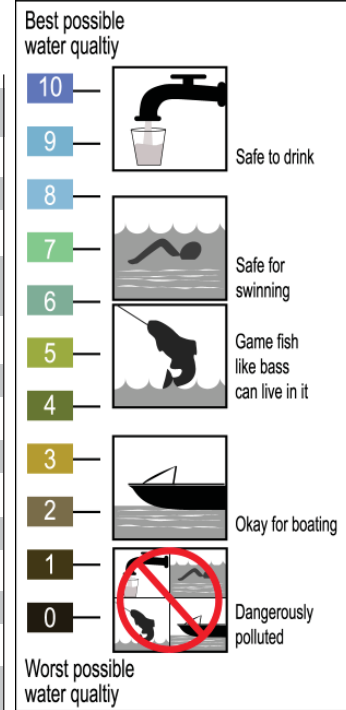 Best possible
water qualtiy
10
9
Safe to drink
8
7
Safe for
swinning
6
5
Game fish
like bass
can live in it
4
3
2
Okay for boating
1
0
Dangerously
polluted
Worst possible
water qualtiy